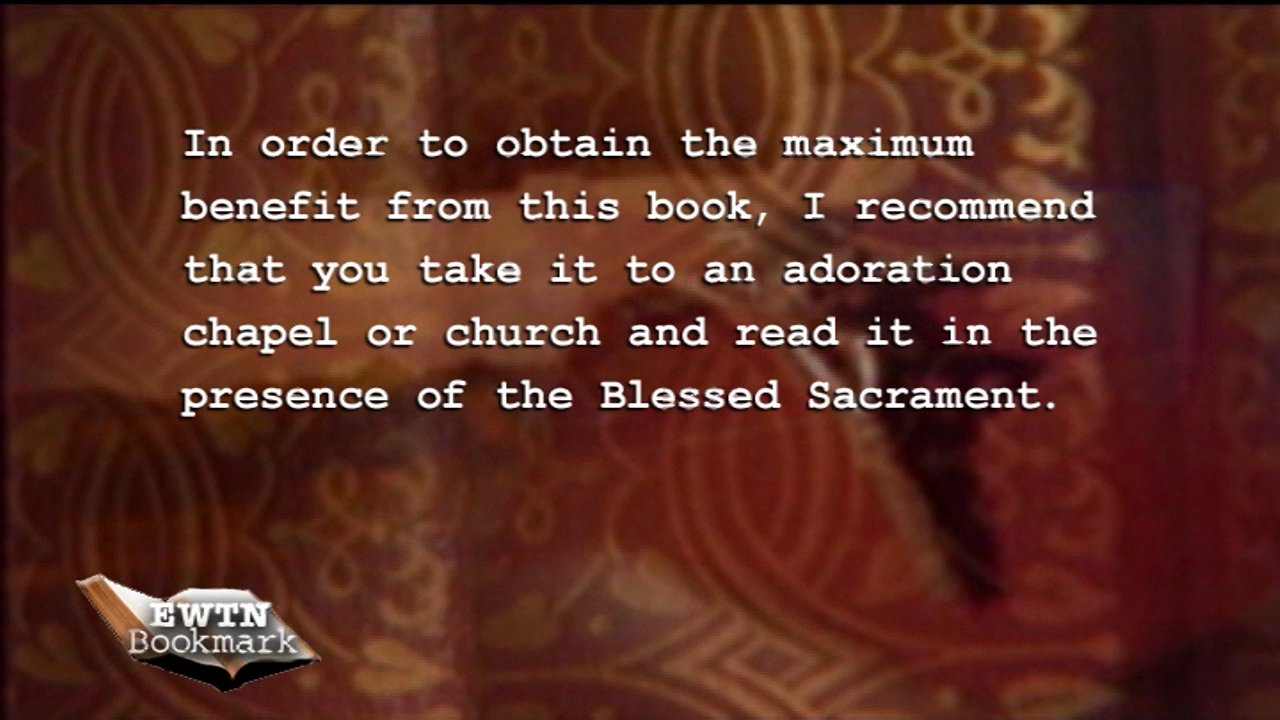 In order to obtain the maximum
benefit from this book, I recommend
that you take it to an adoration
chapel or church and read it in the
presence of the Blessed Sacrament.
EWTN
Bookmark